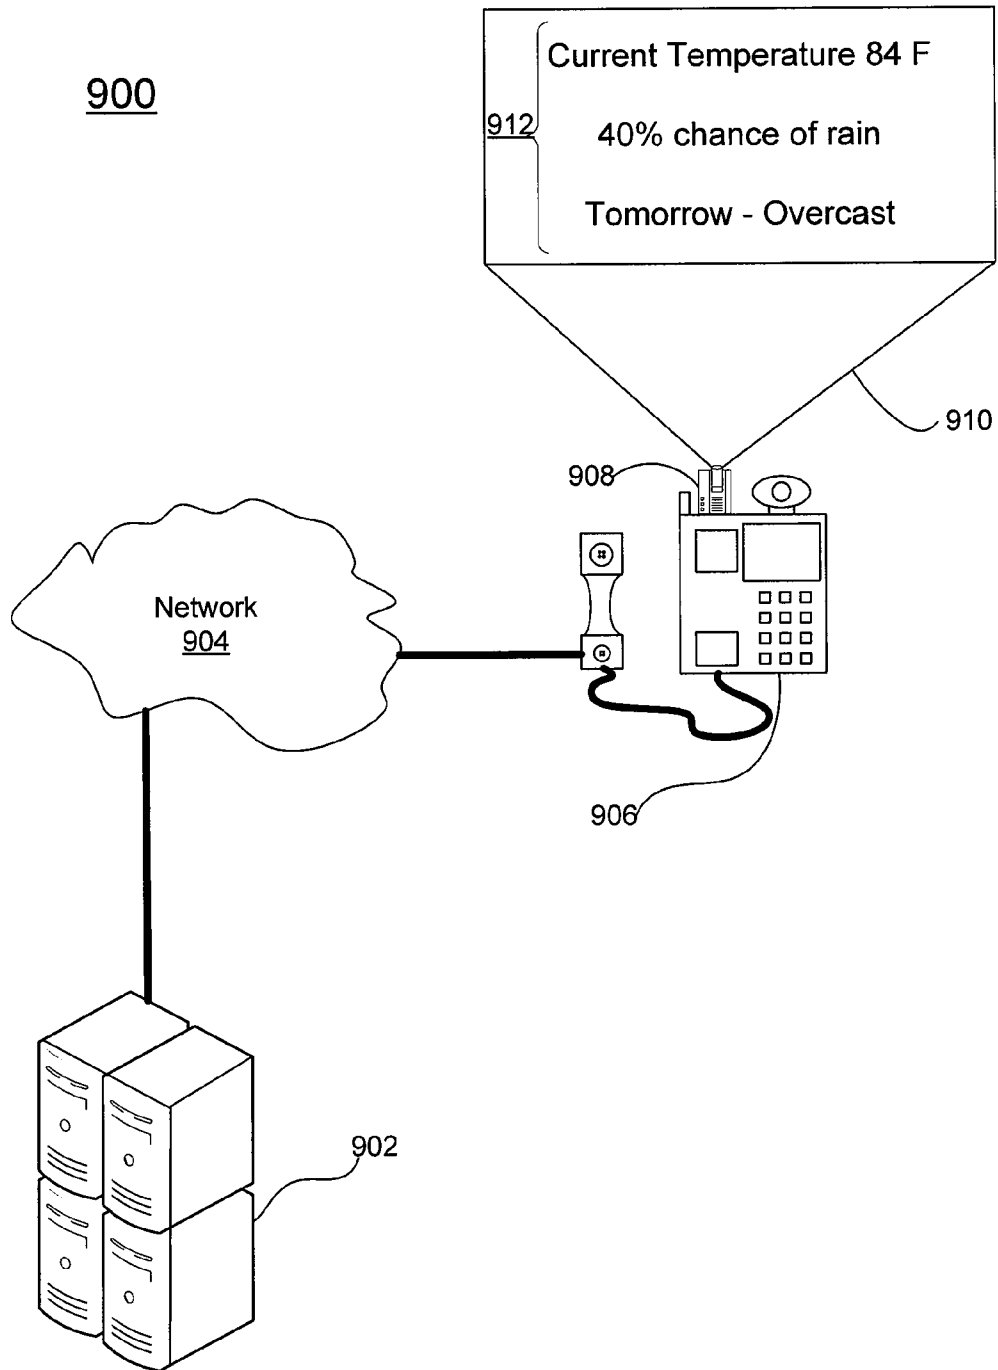 900
912
Current Temperature 84 F
40% chance of rain
Tomorrow - Overcast
910
908
Network
904
906
902